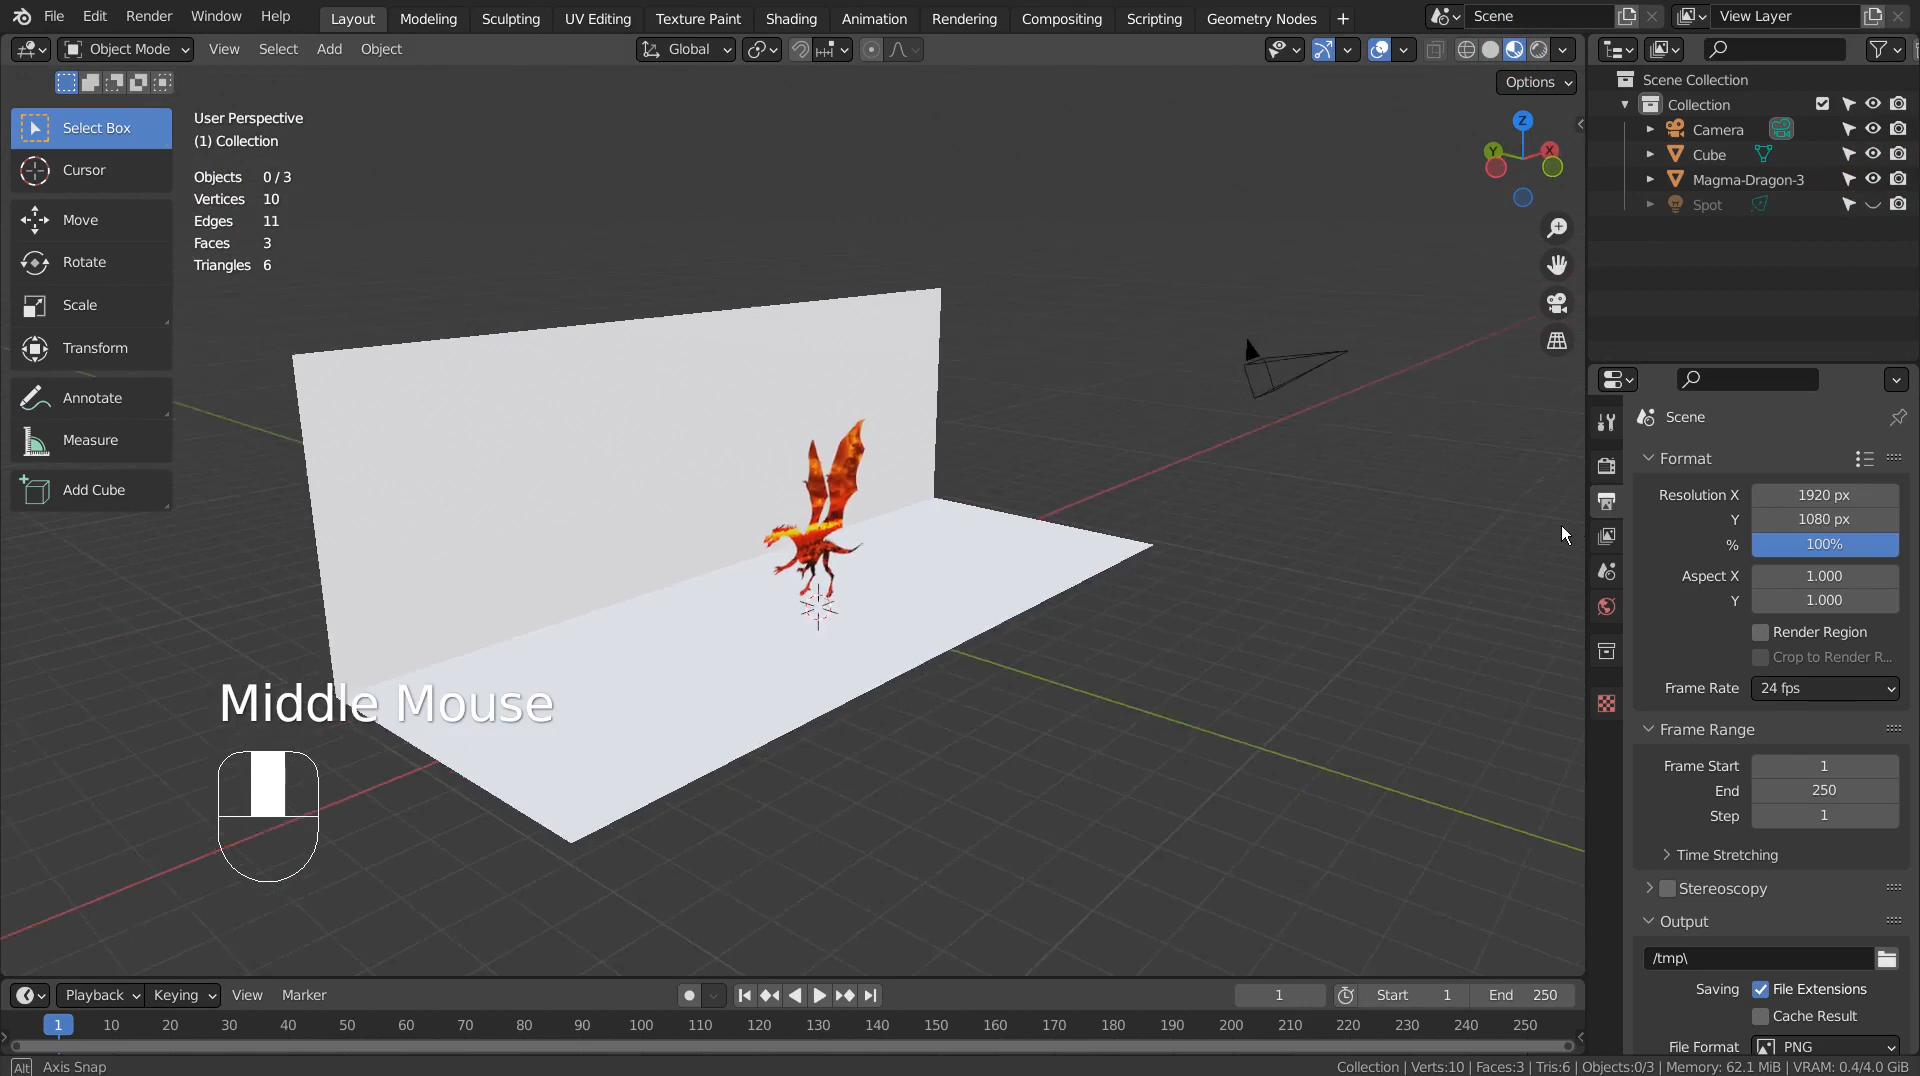 File Edit Render Window Help Layout Modeling Sculpting UV Editing Texture Paint Shading Animation Rendering Compositing Scripting Geometry Nodes + Scene View Layer
Object Mode View Select Add Object Global
Options
Select Box
Cursor
Move
Rotate
Scale
Transform
Annotate
Measure
Add Cube
User Perspective
(1) Collection
Objects 0 / 3
Vertices 10
Edges 11
Faces 3
Triangles 6
Z
Y
X
Middle Mouse
Scene Collection
Collection
Camera
Cube
Magma-Dragon-3
Spot
Scene
Format
Resolution X 1920 px
Y 1080 px
% 100%
Aspect X 1.000
Y 1.000
Render Region
Crop to Render R...
Frame Rate 24 fps
Frame Range
Frame Start 1
End 250
Step 1
Time Stretching
Stereoscopy
Output
/tmp\
Saving File Extensions
Cache Result
File Format PNG
Playback Keying View Marker 1 Start 1 End 250
1 10 20 30 40 50 60 70 80 90 100 110 120 130 140 150 160 170 180 190 200 210 220 230 240 250
Alt Axis Snap
Collection | Verts:10 | Faces:3 | Tris:6 | Objects:0/3 | Memory: 62.1 MiB | VRAM: 0.4/4.0 GiB